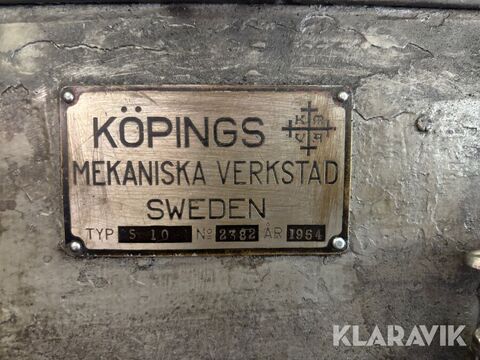 KÖPINGS
K M
V A
MEKANISKA VERKSTAD
SWEDEN
TYP S 10 No 2382 ÅR 1964
KLARAVIK